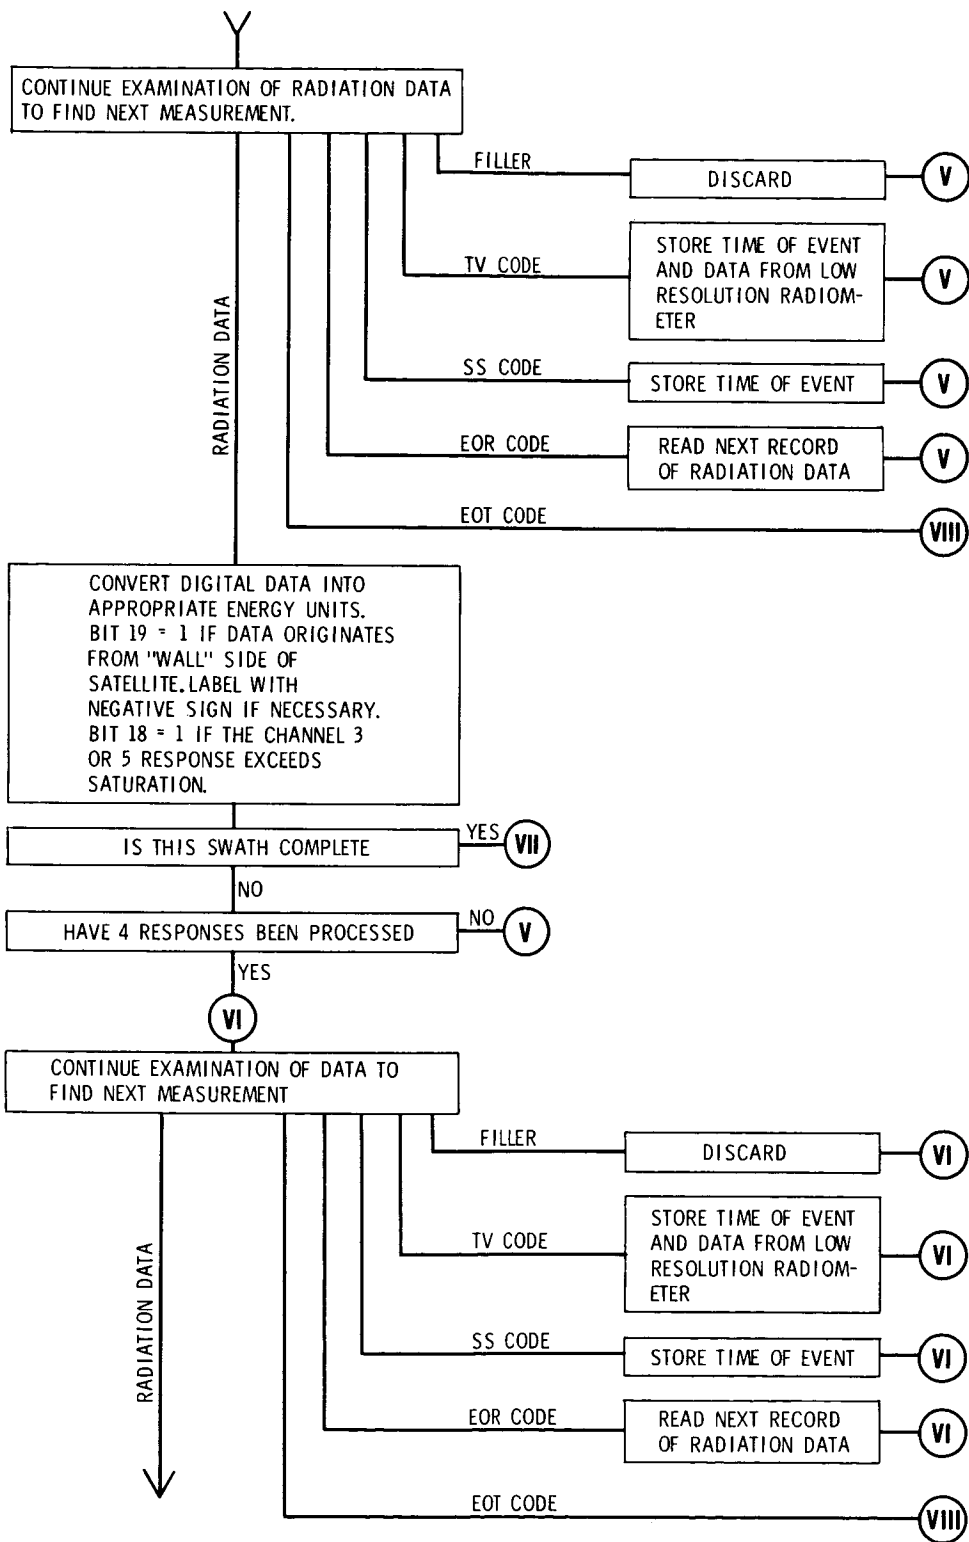 CONTINUE EXAMINATION OF RADIATION DATA
TO FIND NEXT MEASUREMENT.
FILLER
DISCARD
V
TV CODE
STORE TIME OF EVENT
AND DATA FROM LOW
RESOLUTION RADIOM-
ETER
V
RADIATION DATA
SS CODE
STORE TIME OF EVENT
V
EOR CODE
READ NEXT RECORD
OF RADIATION DATA
V
EOT CODE
VIII
CONVERT DIGITAL DATA INTO
APPROPRIATE ENERGY UNITS.
BIT 19 = 1 IF DATA ORIGINATES
FROM "WALL" SIDE OF
SATELLITE. LABEL WITH
NEGATIVE SIGN IF NECESSARY.
BIT 18 = 1 IF THE CHANNEL 3
OR 5 RESPONSE EXCEEDS
SATURATION.
IS THIS SWATH COMPLETE
YES
VII
NO
HAVE 4 RESPONSES BEEN PROCESSED
NO
V
YES
VI
CONTINUE EXAMINATION OF DATA TO
FIND NEXT MEASUREMENT
FILLER
DISCARD
VI
TV CODE
STORE TIME OF EVENT
AND DATA FROM LOW
RESOLUTION RADIOM-
ETER
VI
RADIATION DATA
SS CODE
STORE TIME OF EVENT
VI
EOR CODE
READ NEXT RECORD
OF RADIATION DATA
VI
EOT CODE
VIII